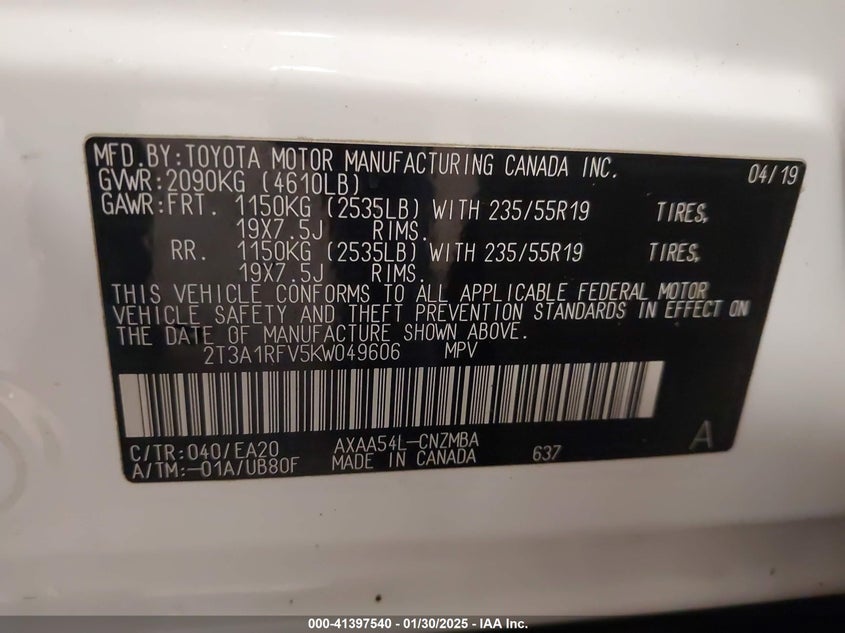 MFD.BY:TOYOTA MOTOR MANUFACTURING CANADA INC. 04/19
GVWR:2090KG (4610LB)
GAWR:FRT. 1150KG (2535LB) WITH 235/55R19 TIRES,
19X7.5J RIMS.
RR. 1150KG (2535LB) WITH 235/55R19 TIRES,
19X7.5J RIMS.
THIS VEHICLE CONFORMS TO ALL APPLICABLE FEDERAL MOTOR
VEHICLE SAFETY AND THEFT PREVENTION STANDARDS IN EFFECT ON
THE DATE OF MANUFACTURE SHOWN ABOVE.
2T3A1RFV5KW049606 MPV
C/TR:040/EA20 AXAA54L-CNZMBA A
A/TM:-01A/UB80F MADE IN CANADA 637
000-41397540 - 01/30/2025 - IAA Inc.